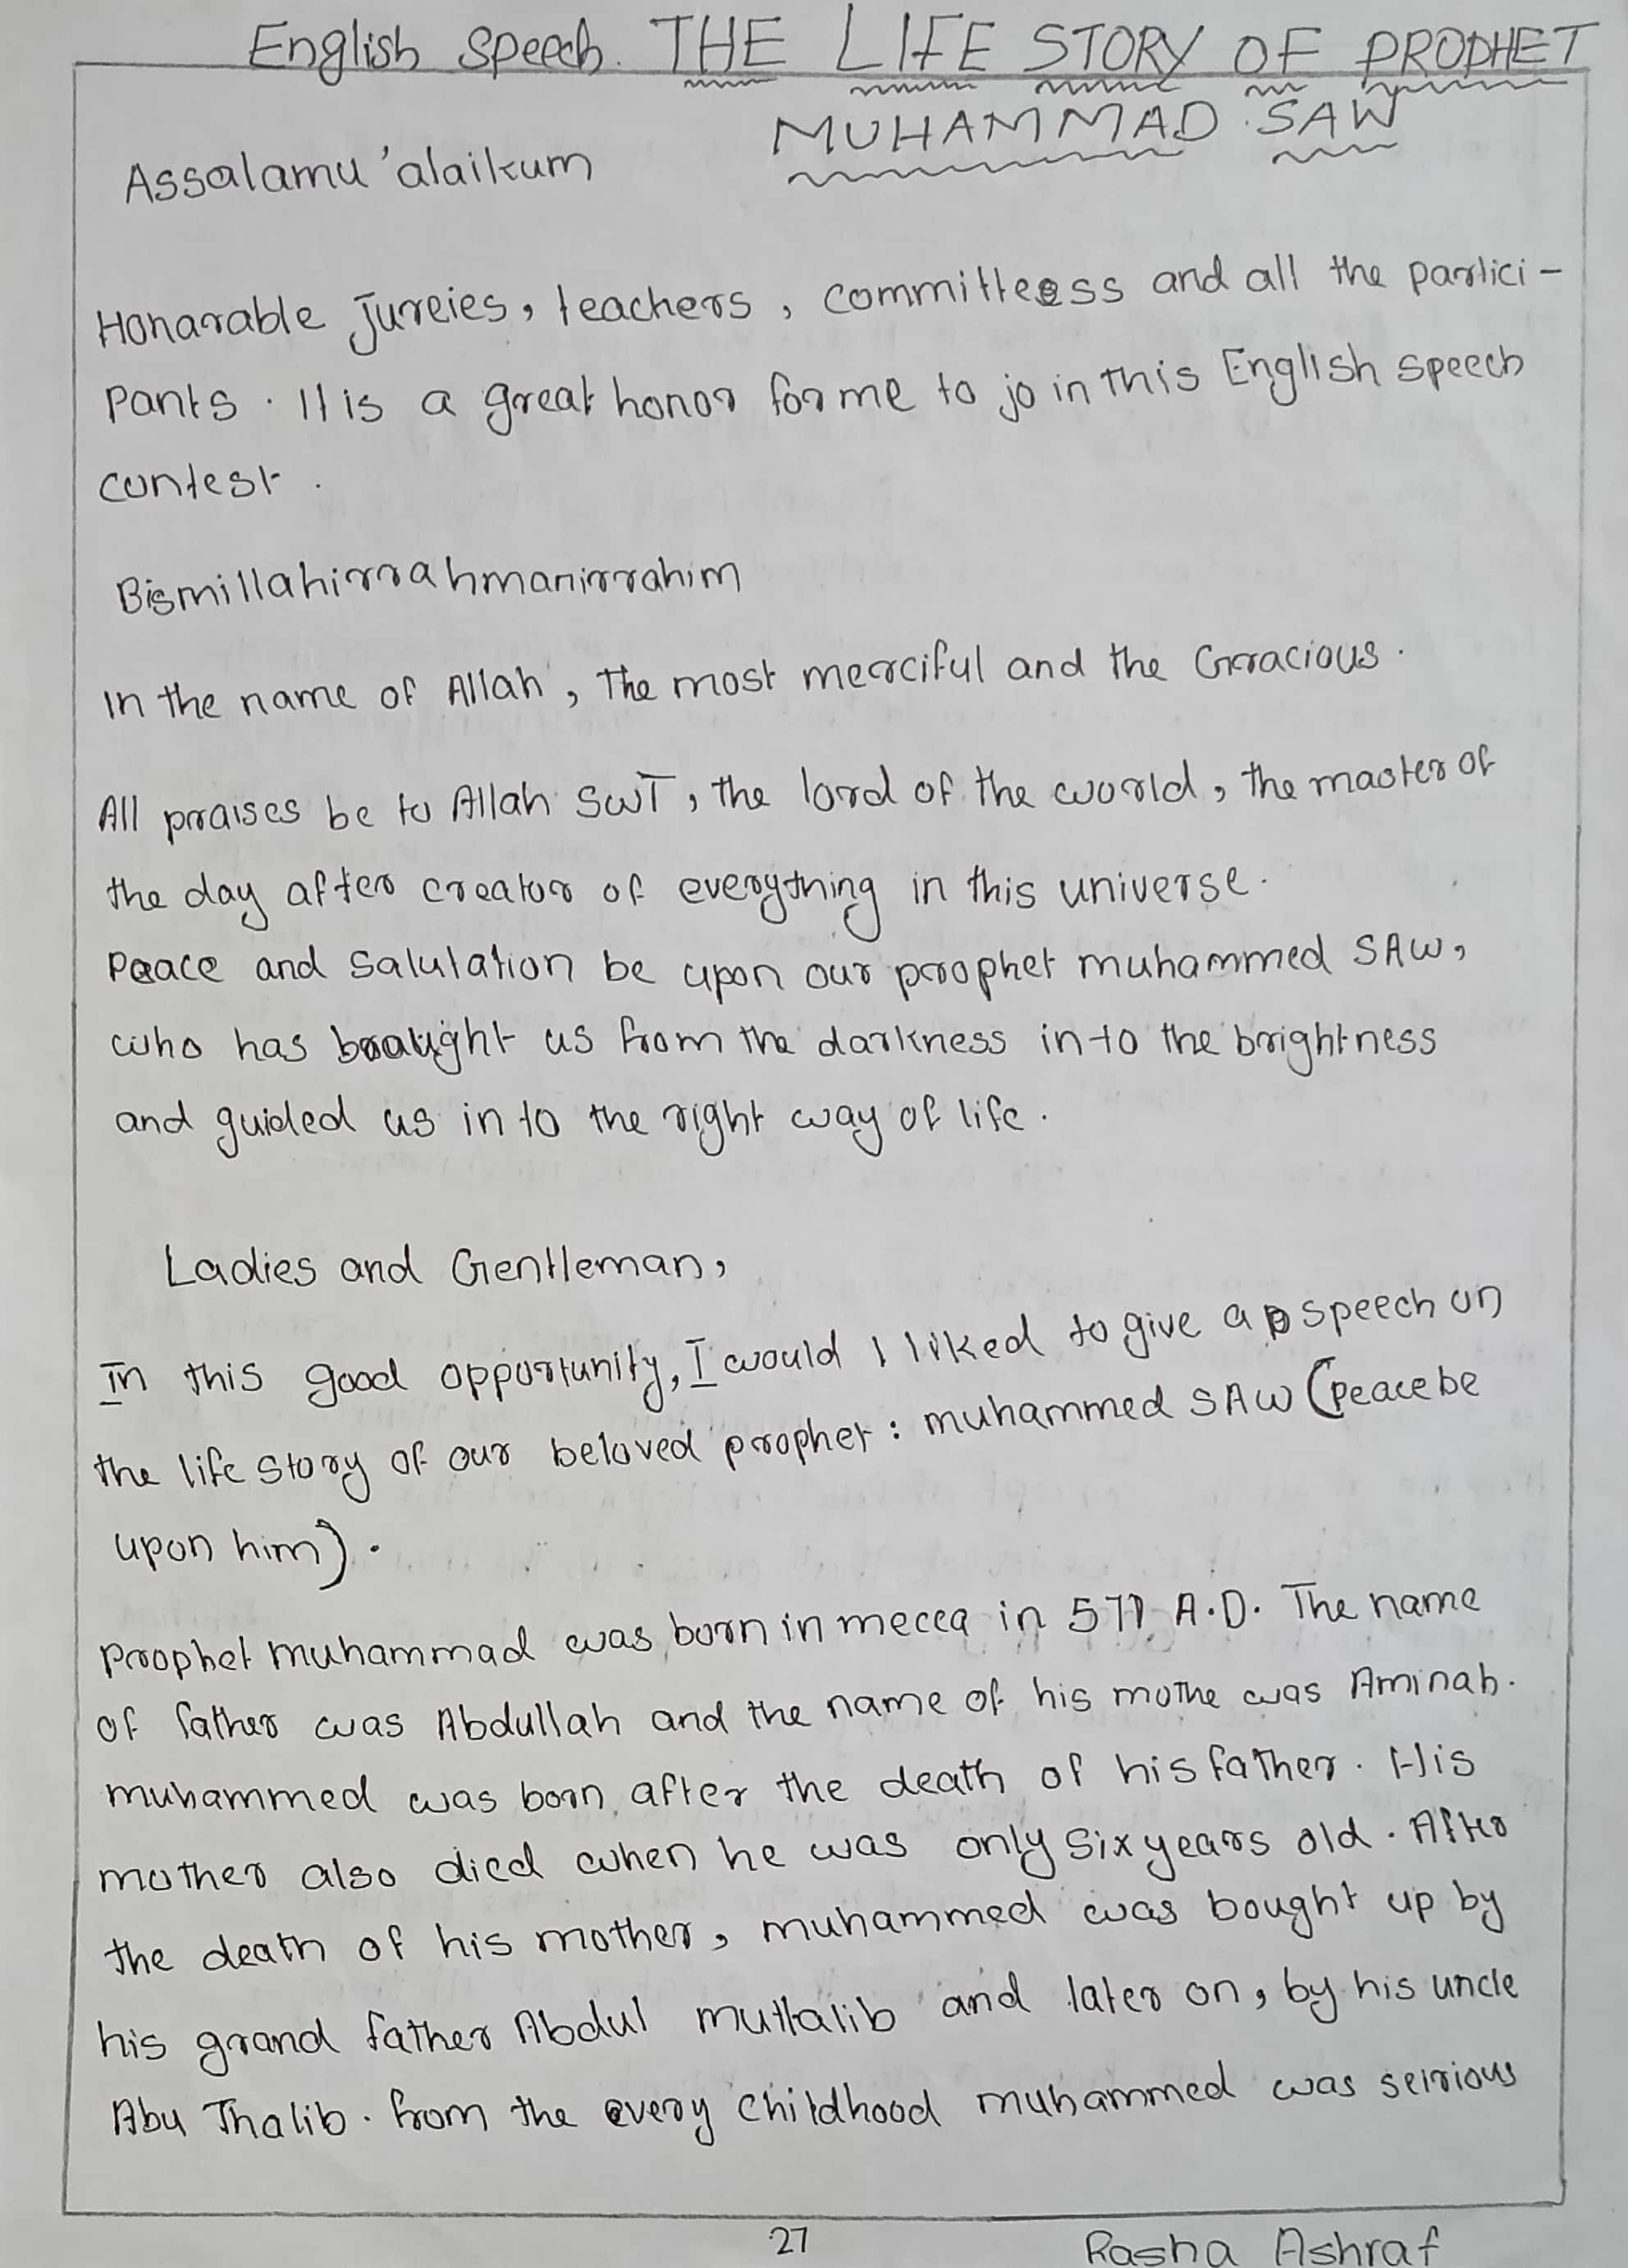 English Speech. THE LIFE STORY OF PROPHET
MUHAMMAD SAW
Assalamu 'alaikum
Honarable Jureies, teachers, committeess and all the partici-
pants. It is a great honor for me to join this English speech
contest.
Bismillahirrahmanirrahim
In the name of Allah, The most merciful and the Gracious.
All praises be to Allah SWT, the lord of the world, the master of
the day after creator of everything in this universe.
Peace and Salutation be upon our prophet muhammed SAW,
who has brought us from the darkness in to the brightness
and guided us in to the right way of life.
Ladies and Gentleman,
In this good opportunity, I would liked to give a speech on
the life story of our beloved prophet: muhammed SAW (peace be
upon him).
prophet muhammad was born in mecca in 571 A.D. The name
of father was Abdullah and the name of his mothe was Aminah.
muhammed was born after the death of his father. His
mother also died when he was only six years old. After
the death of his mother, muhammed was bought up by
his grand father Abdul muttalib and later on, by his uncle
Abu Thalib. from the every childhood muhammed was seirious
27
Rasha Ashraf